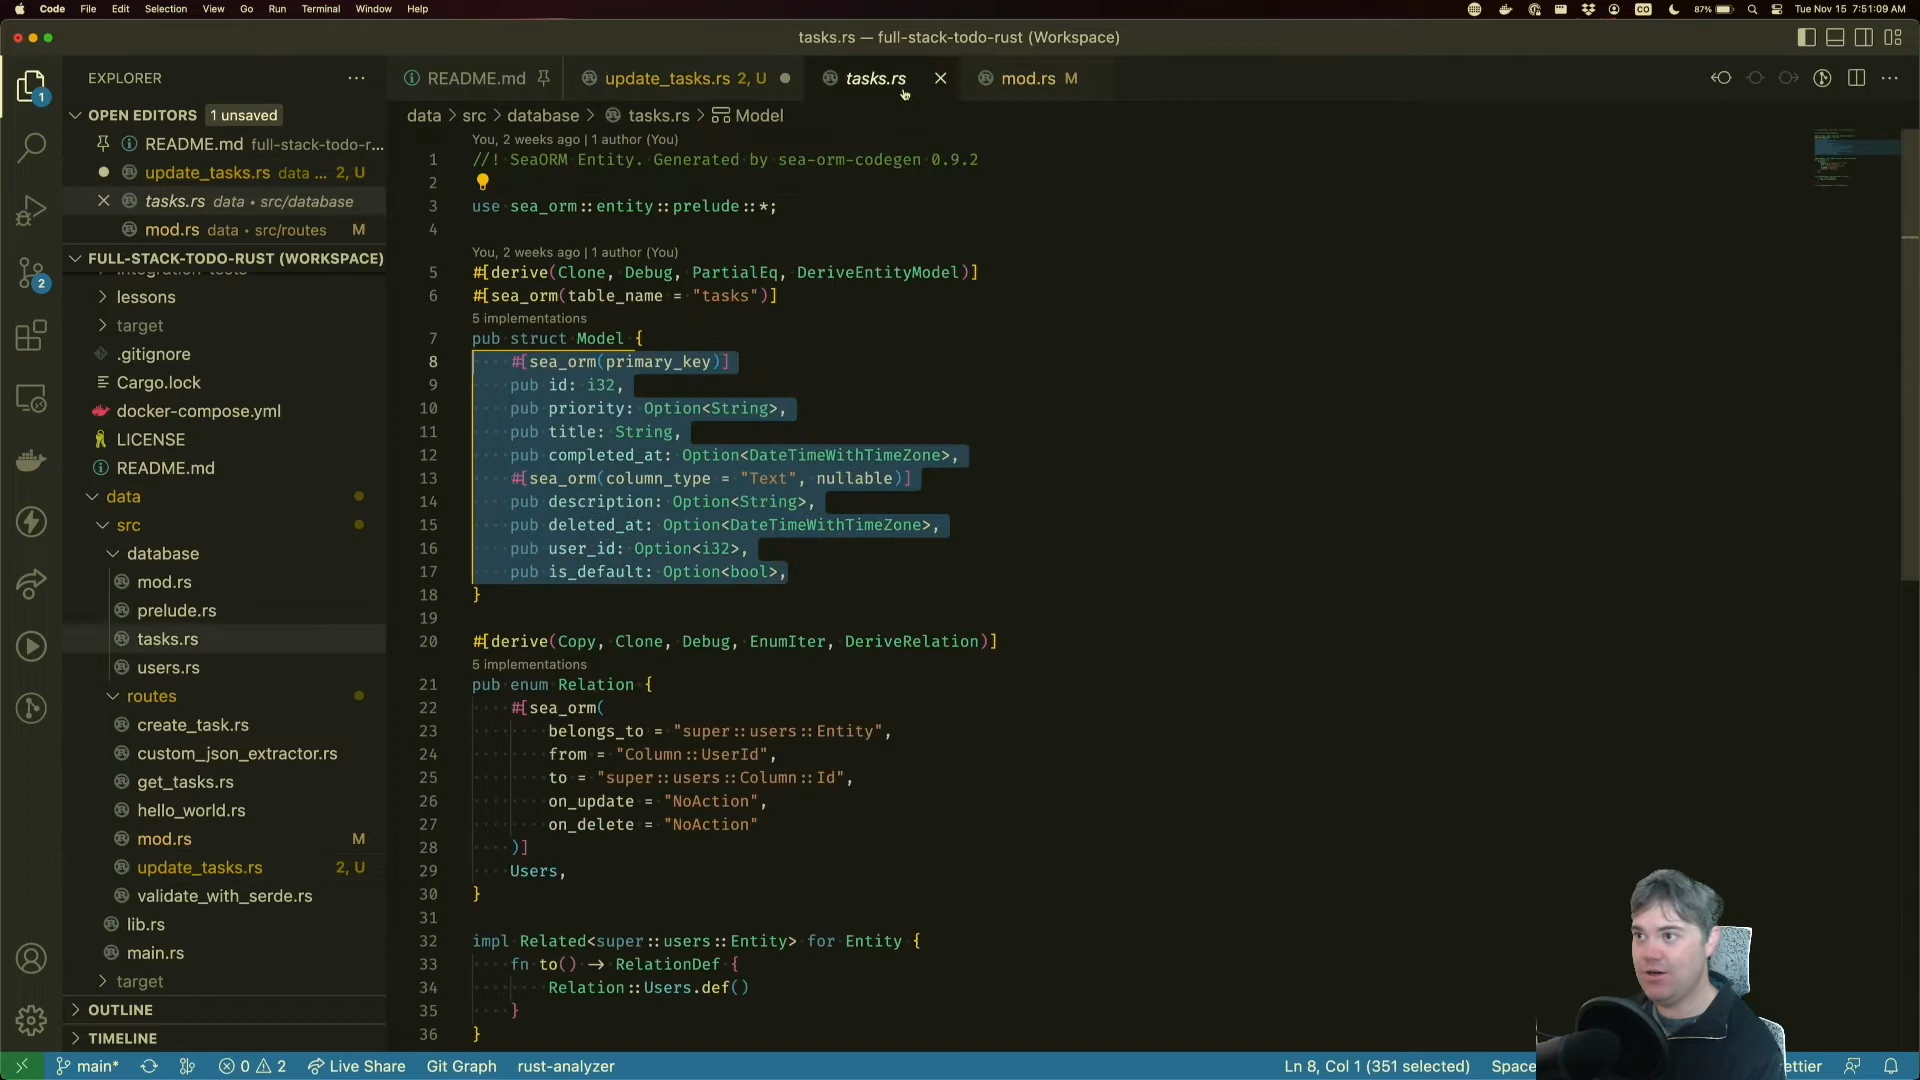 Code File Edit Selection View Go Run Terminal Window Help
CO 87% Tue Nov 15 7:51:09 AM
tasks.rs — full-stack-todo-rust (Workspace)
EXPLORER
README.md
update_tasks.rs 2, U
tasks.rs
mod.rs M
OPEN EDITORS 1 unsaved
data > src > database > tasks.rs > Model
README.md full-stack-todo-r...
update_tasks.rs data ... 2, U
tasks.rs data • src/database
mod.rs data • src/routes M
FULL-STACK-TODO-RUST (WORKSPACE)
integration-tests
lessons
target
.gitignore
Cargo.lock
docker-compose.yml
LICENSE
README.md
data
src
database
mod.rs
prelude.rs
tasks.rs
users.rs
routes
create_task.rs
custom_json_extractor.rs
get_tasks.rs
hello_world.rs
mod.rs M
update_tasks.rs 2, U
validate_with_serde.rs
lib.rs
main.rs
target
OUTLINE
TIMELINE
1
2
You, 2 weeks ago | 1 author (You)
1 //! SeaORM Entity. Generated by sea-orm-codegen 0.9.2
2
3 use sea_orm::entity::prelude::*;
4
You, 2 weeks ago | 1 author (You)
5 #[derive(Clone, Debug, PartialEq, DeriveEntityModel)]
6 #[sea_orm(table_name = "tasks")]
5 implementations
7 pub struct Model {
8 #[sea_orm(primary_key)]
9 pub id: i32,
10 pub priority: Option<String>,
11 pub title: String,
12 pub completed_at: Option<DateTimeWithTimeZone>,
13 #[sea_orm(column_type = "Text", nullable)]
14 pub description: Option<String>,
15 pub deleted_at: Option<DateTimeWithTimeZone>,
16 pub user_id: Option<i32>,
17 pub is_default: Option<bool>,
18 }
19
20 #[derive(Copy, Clone, Debug, EnumIter, DeriveRelation)]
5 implementations
21 pub enum Relation {
22 #[sea_orm(
23 belongs_to = "super::users::Entity",
24 from = "Column::UserId",
25 to = "super::users::Column::Id",
26 on_update = "NoAction",
27 on_delete = "NoAction"
28 )]
29 Users,
30 }
31
32 impl Related<super::users::Entity> for Entity {
33 fn to() → RelationDef {
34 Relation::Users.def()
35 }
36 }
main* 0 2 Live Share Git Graph rust-analyzer Ln 8, Col 1 (351 selected) Space ettier